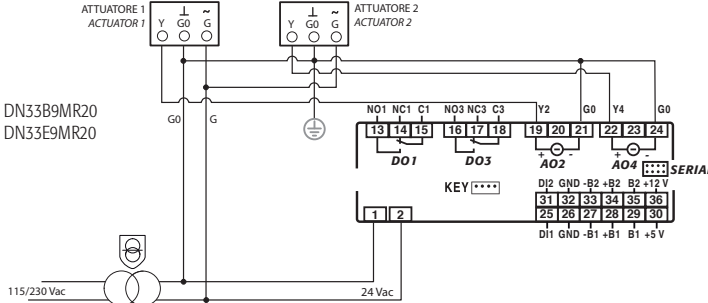 ATTUATORE 1
ACTUATOR 1
Y G0 G
⊥ ~
ATTUATORE 2
ACTUATOR 2
Y G0 G
⊥ ~
DN33B9MR20
DN33E9MR20
G0 G
NO1 NC1 C1 NO3 NC3 C3 Y2 G0 Y4 G0
13 14 15 16 17 18 19 20 21 22 23 24
DO1 DO3 + - AO2 + - AO4
SERIAL
KEY
DI2 GND -B2 +B2 B2 +12 V
31 32 33 34 35 36
1 2
25 26 27 28 29 30
DI1 GND -B1 +B1 B1 +5 V
115/230 Vac
24 Vac